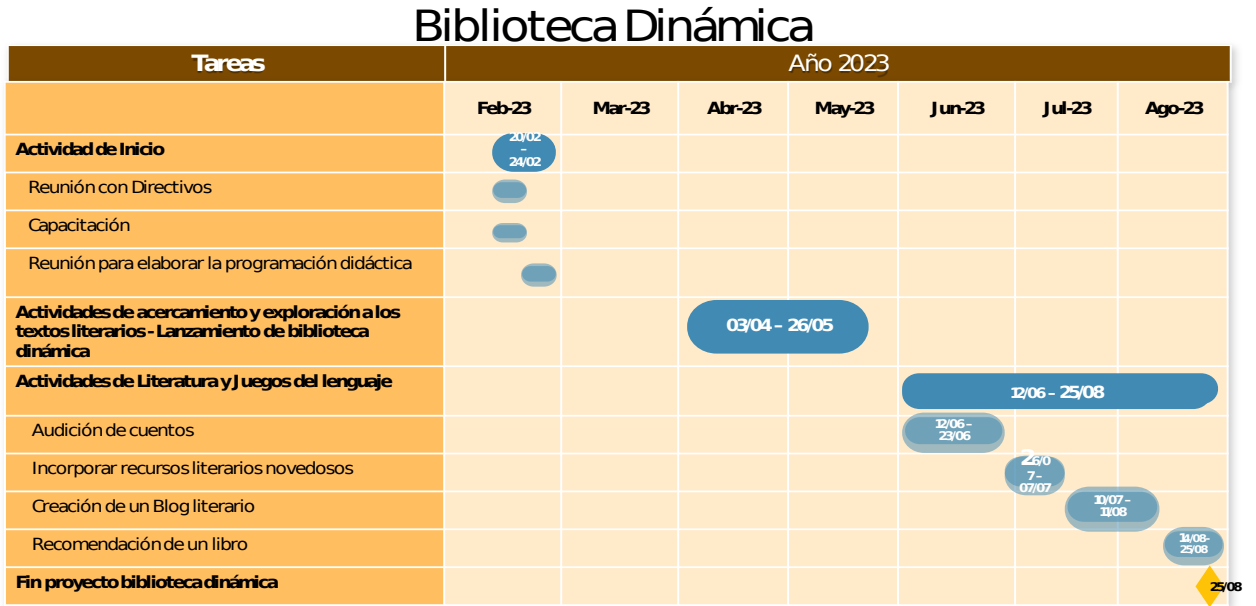 Biblioteca Dinámica
Tareas
Año 2023
Feb-23
Mar-23
Abr-23
May-23
Jun-23
Jul-23
Ago-23
Actividad de Inicio
20/02
–
24/02
Reunión con Directivos
Capacitación
Reunión para elaborar la programación didáctica
Actividades de acercamiento y exploración a los
textos literarios - Lanzamiento de biblioteca
dinámica
03/04 – 26/05
Actividades de Literatura y Juegos del lenguaje
12/06 – 25/08
Audición de cuentos
12/06 –
23/06
Incorporar recursos literarios novedosos
26/0
7 –
07/07
Creación de un Blog literario
10/07 –
11/08
Recomendación de un libro
14/08-
25/08
Fin proyecto biblioteca dinámica
25/08